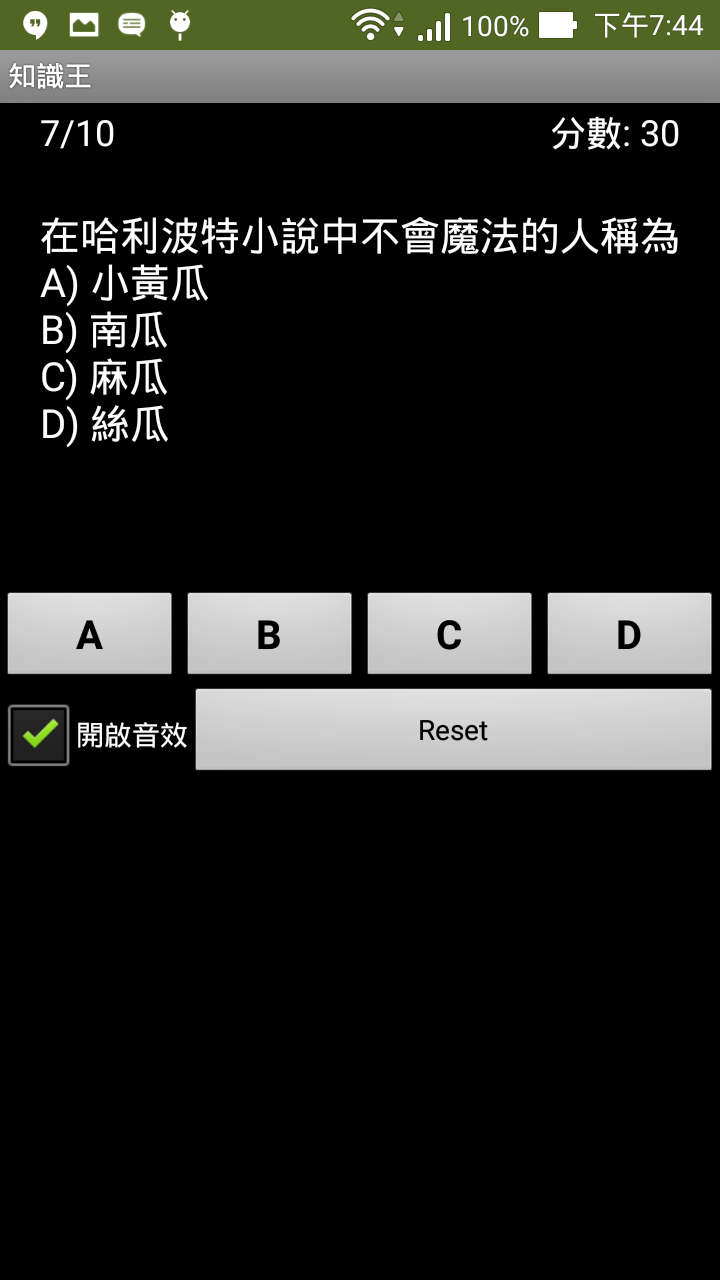 100% 下午7:44
知識王
7/10 分數: 30
在哈利波特小說中不會魔法的人稱為
A) 小黃瓜
B) 南瓜
C) 麻瓜
D) 絲瓜
A B C D
開啟音效 Reset